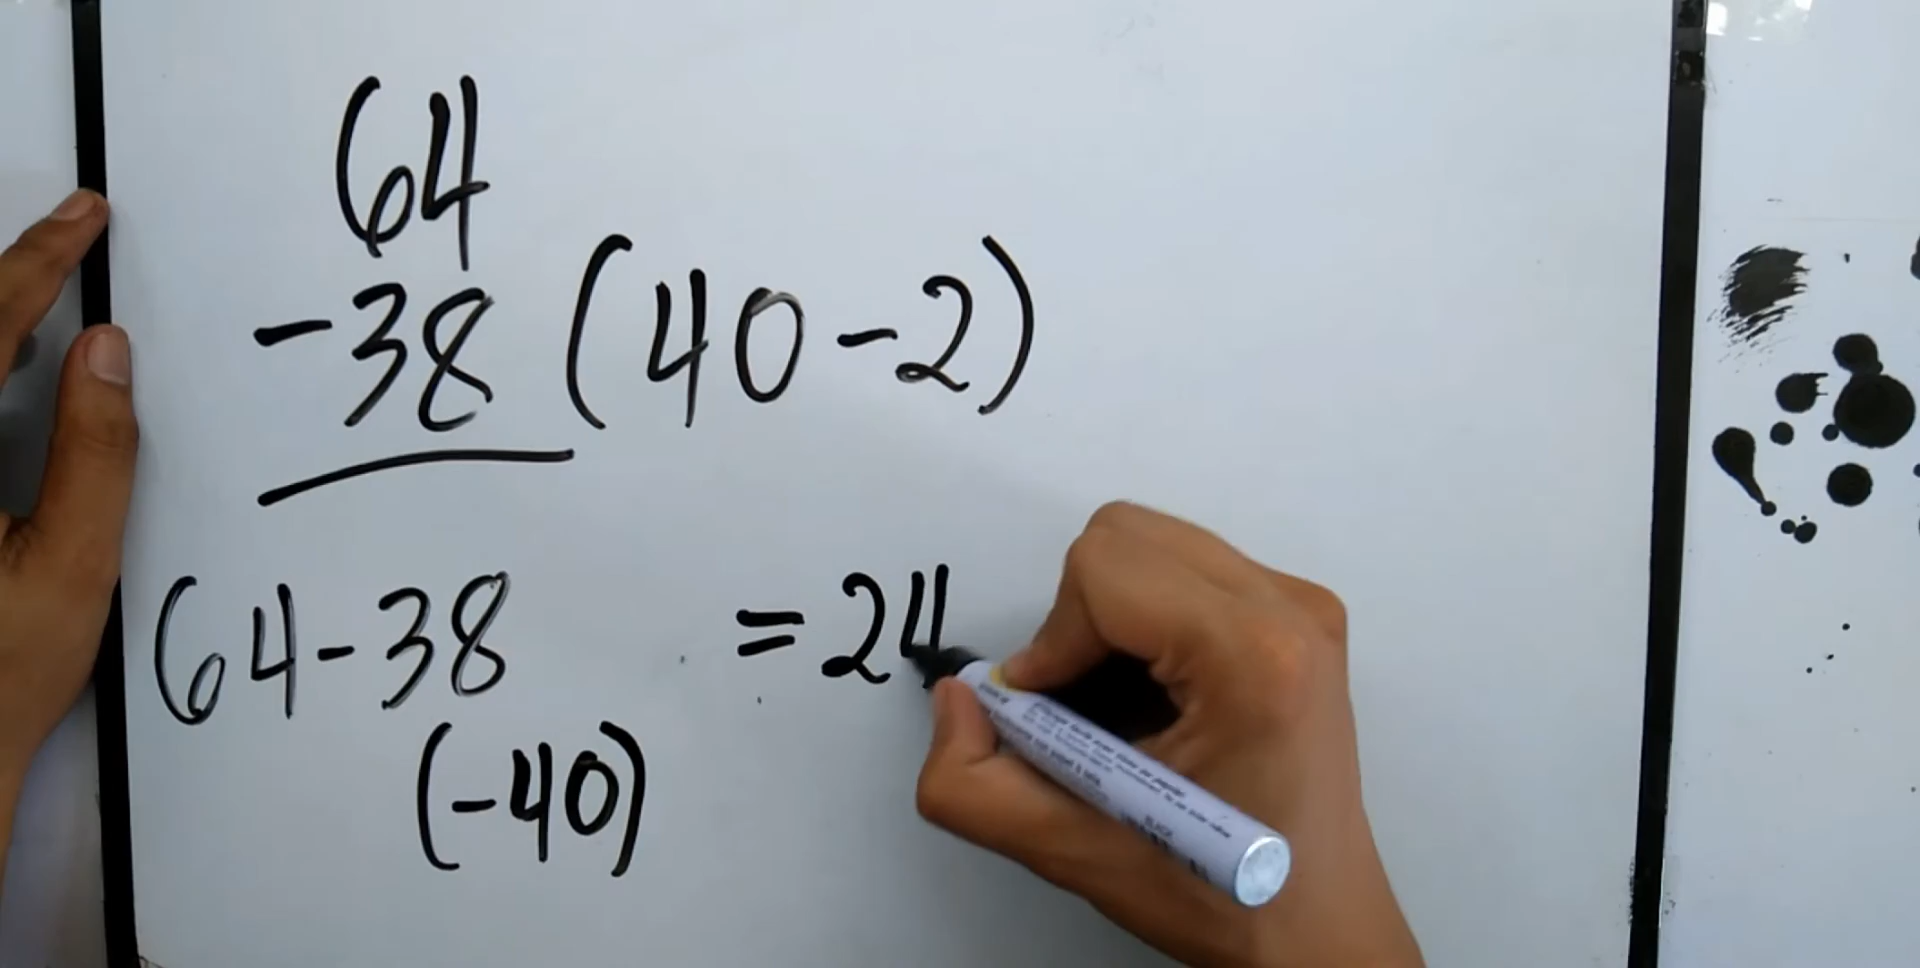 64
-38 (40-2)
64-38 = 24
(-40)